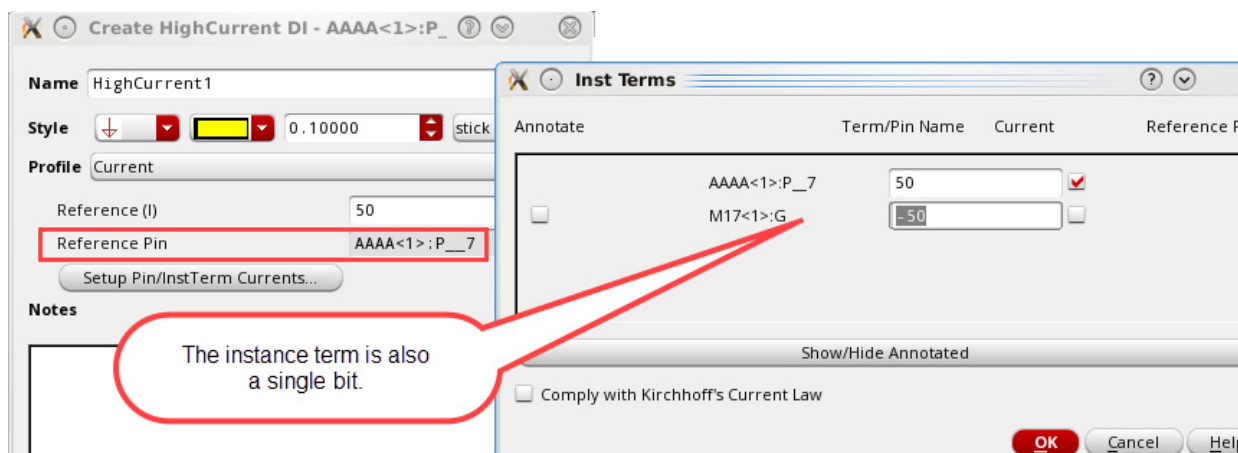 Create HighCurrent DI - AAAA<1>:P_
Name HighCurrent1
Style 0.10000 stick
Profile Current
Reference (I) 50
Reference Pin AAAA<1>:P__7
Setup Pin/InstTerm Currents...
Notes
Inst Terms
Annotate Term/Pin Name Current Reference P
AAAA<1>:P__7 50
M17<1>:G -50
The instance term is also
a single bit.
Show/Hide Annotated
Comply with Kirchhoff's Current Law
OK Cancel Help